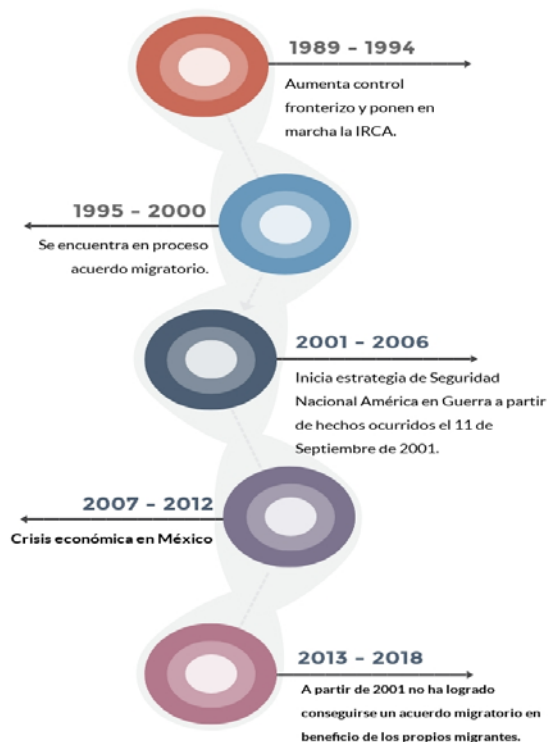 1989 - 1994
Aumenta control
fronterizo y ponen en
marcha la IRCA.
1995 - 2000
Se encuentra en proceso
acuerdo migratorio.
2001 - 2006
Inicia estrategia de Seguridad
Nacional América en Guerra a partir
de hechos ocurridos el 11 de
Septiembre de 2001.
2007 - 2012
Crisis económica en México
2013 - 2018
A partir de 2001 no ha logrado
conseguirse un acuerdo migratorio en
beneficio de los propios migrantes.